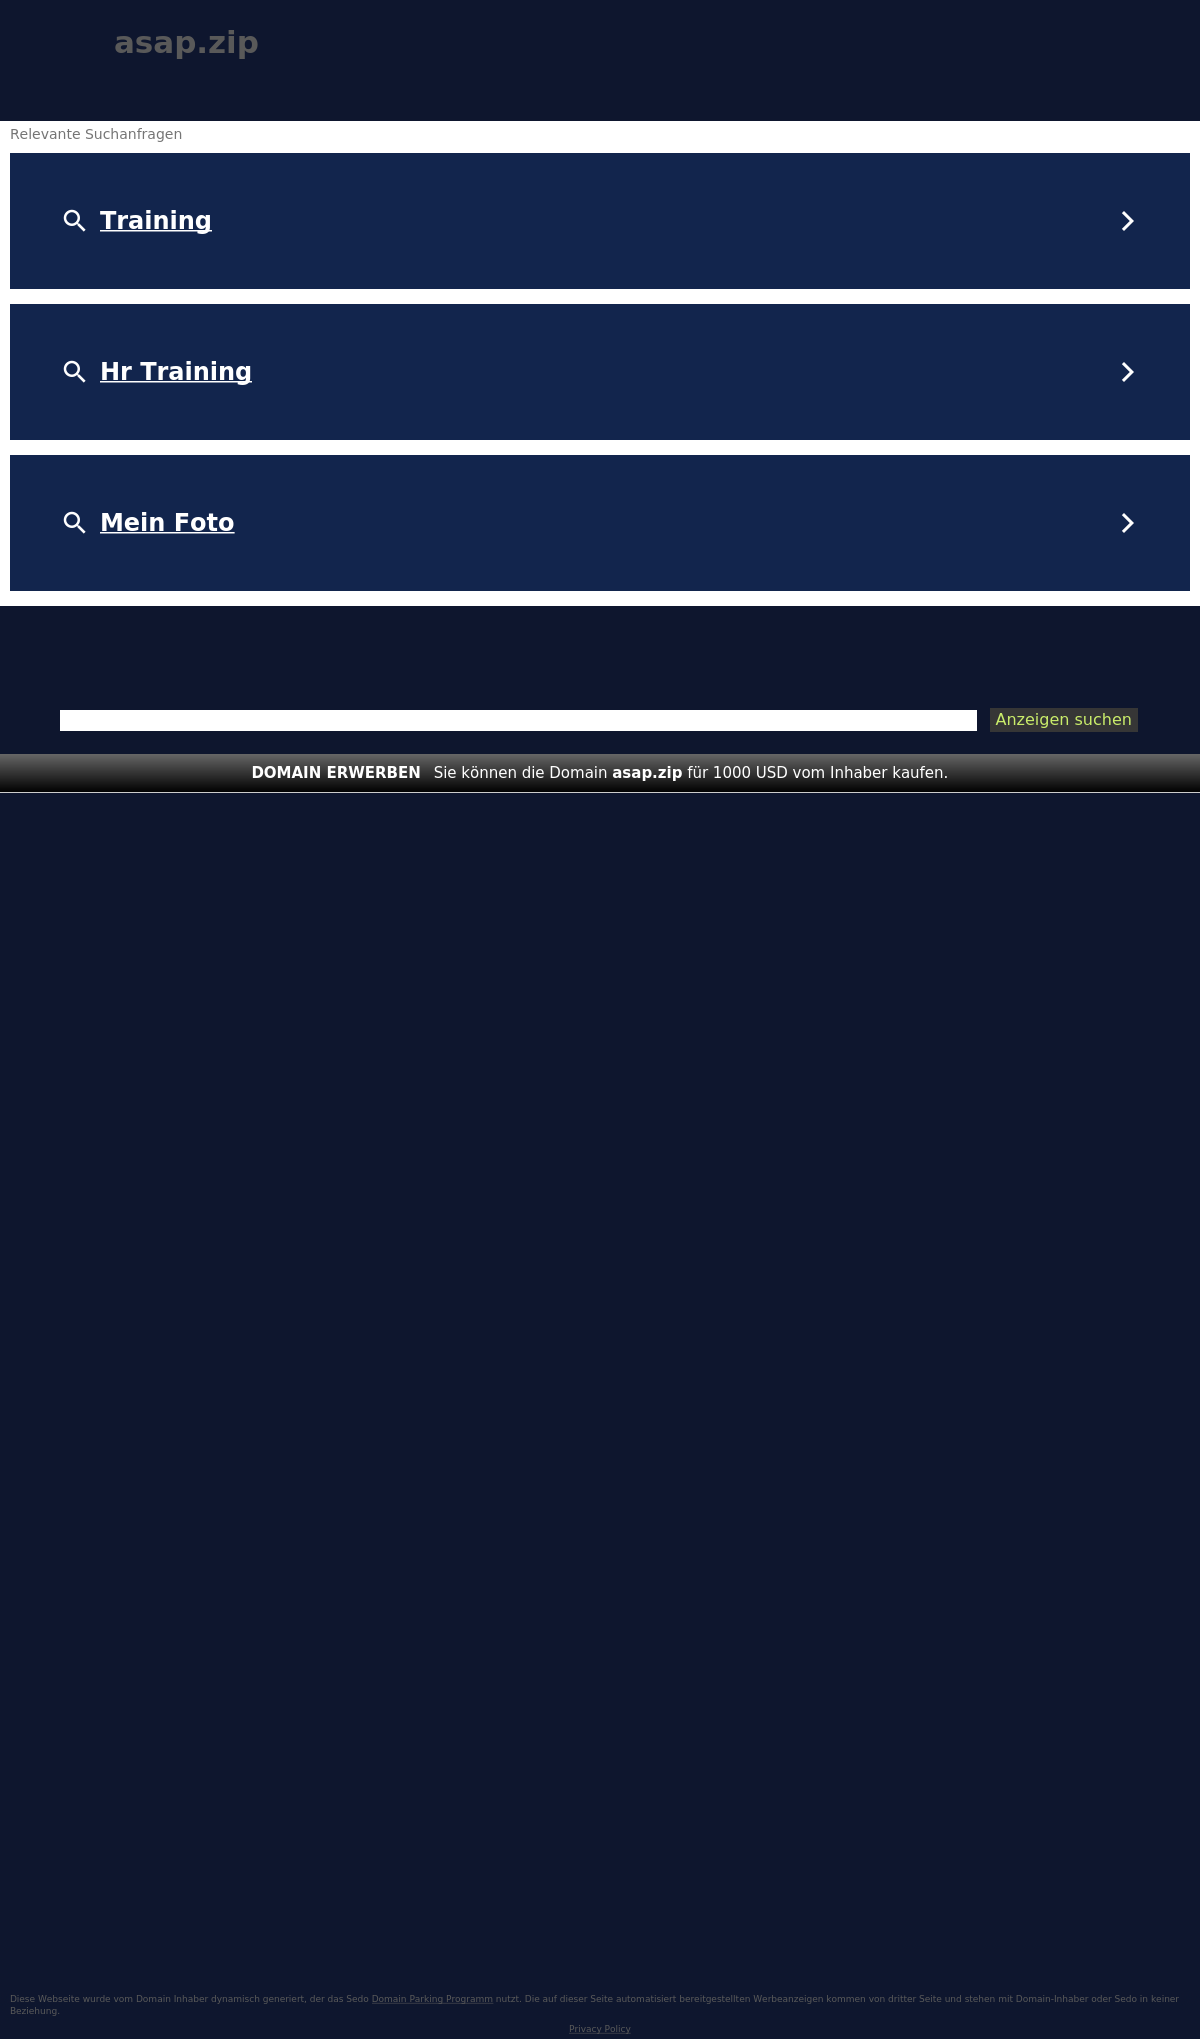 asap.zip
Relevante Suchanfragen
Training
Hr Training
Mein Foto
Anzeigen suchen
DOMAIN ERWERBEN Sie können die Domain asap.zip für 1000 USD vom Inhaber kaufen.
Diese Webseite wurde vom Domain Inhaber dynamisch generiert, der das Sedo Domain Parking Programm nutzt. Die auf dieser Seite automatisiert bereitgestellten Werbeanzeigen kommen von dritter Seite und stehen mit Domain-Inhaber oder Sedo in keiner
Beziehung.
Privacy Policy